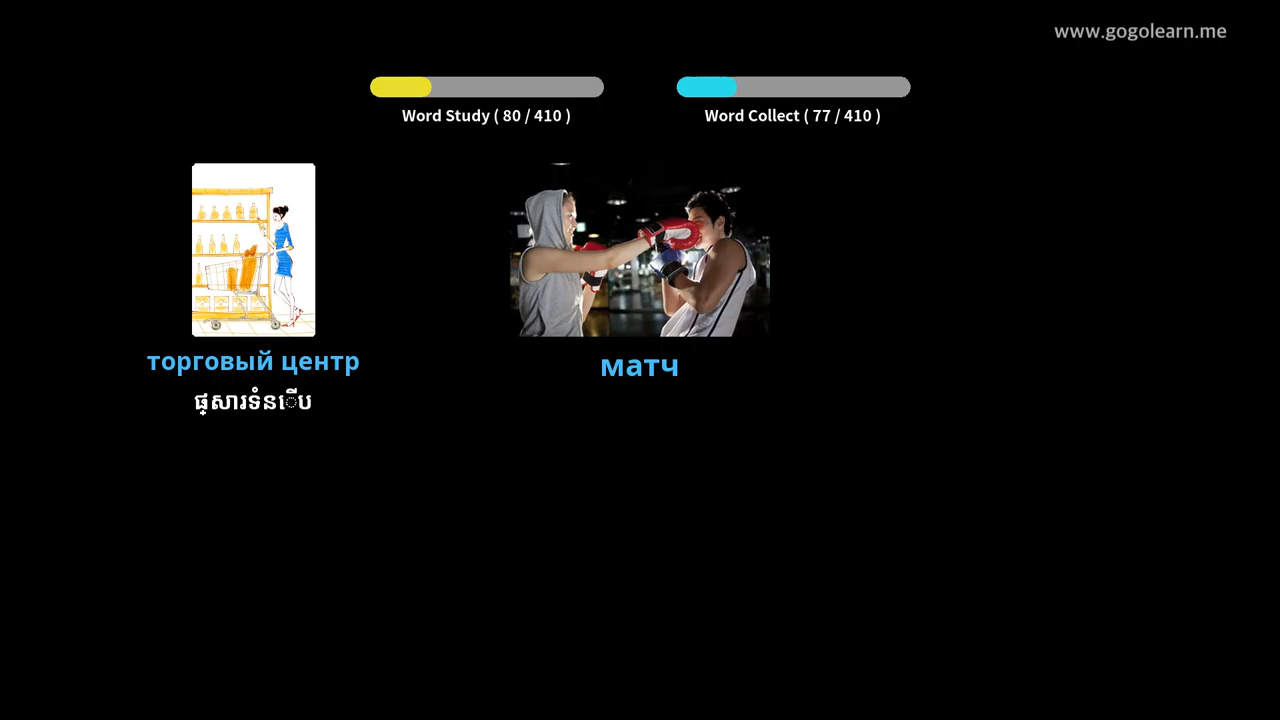 www.gogolearn.me
Word Study ( 80 / 410 )
Word Collect ( 77 / 410 )
торговый центр
матч
ផ្សារទំនើប